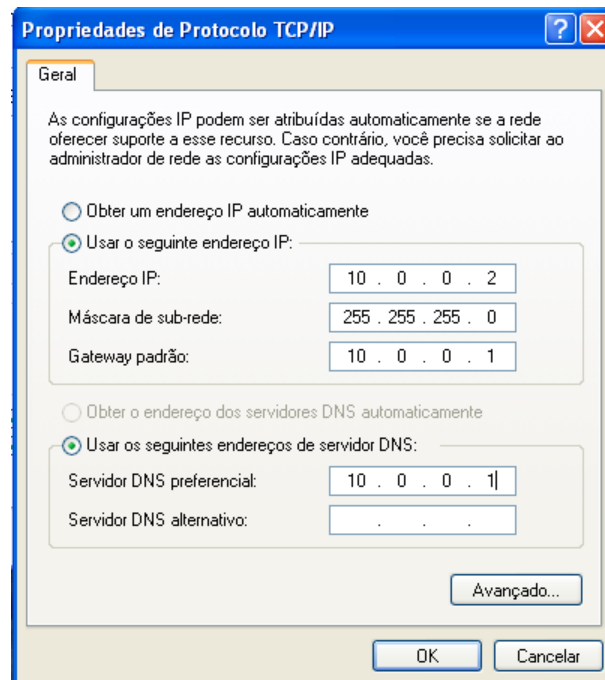 Propriedades de Protocolo TCP/IP
Geral
As configurações IP podem ser atribuídas automaticamente se a rede
oferecer suporte a esse recurso. Caso contrário, você precisa solicitar ao
administrador de rede as configurações IP adequadas.
Obter um endereço IP automaticamente
Usar o seguinte endereço IP:
Endereço IP: 10 . 0 . 0 . 2
Máscara de sub-rede: 255 . 255 . 255 . 0
Gateway padrão: 10 . 0 . 0 . 1
Obter o endereço dos servidores DNS automaticamente
Usar os seguintes endereços de servidor DNS:
Servidor DNS preferencial: 10 . 0 . 0 . 1
Servidor DNS alternativo: . . .
Avançado...
OK Cancelar